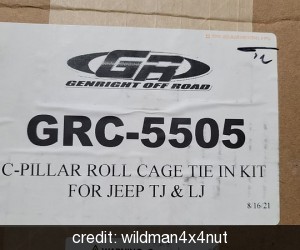 GR
GENRIGHT OFF ROAD
GRC-5505
C-PILLAR ROLL CAGE TIE IN KIT
FOR JEEP TJ & LJ
8/16-21
credit: wildman4x4nut